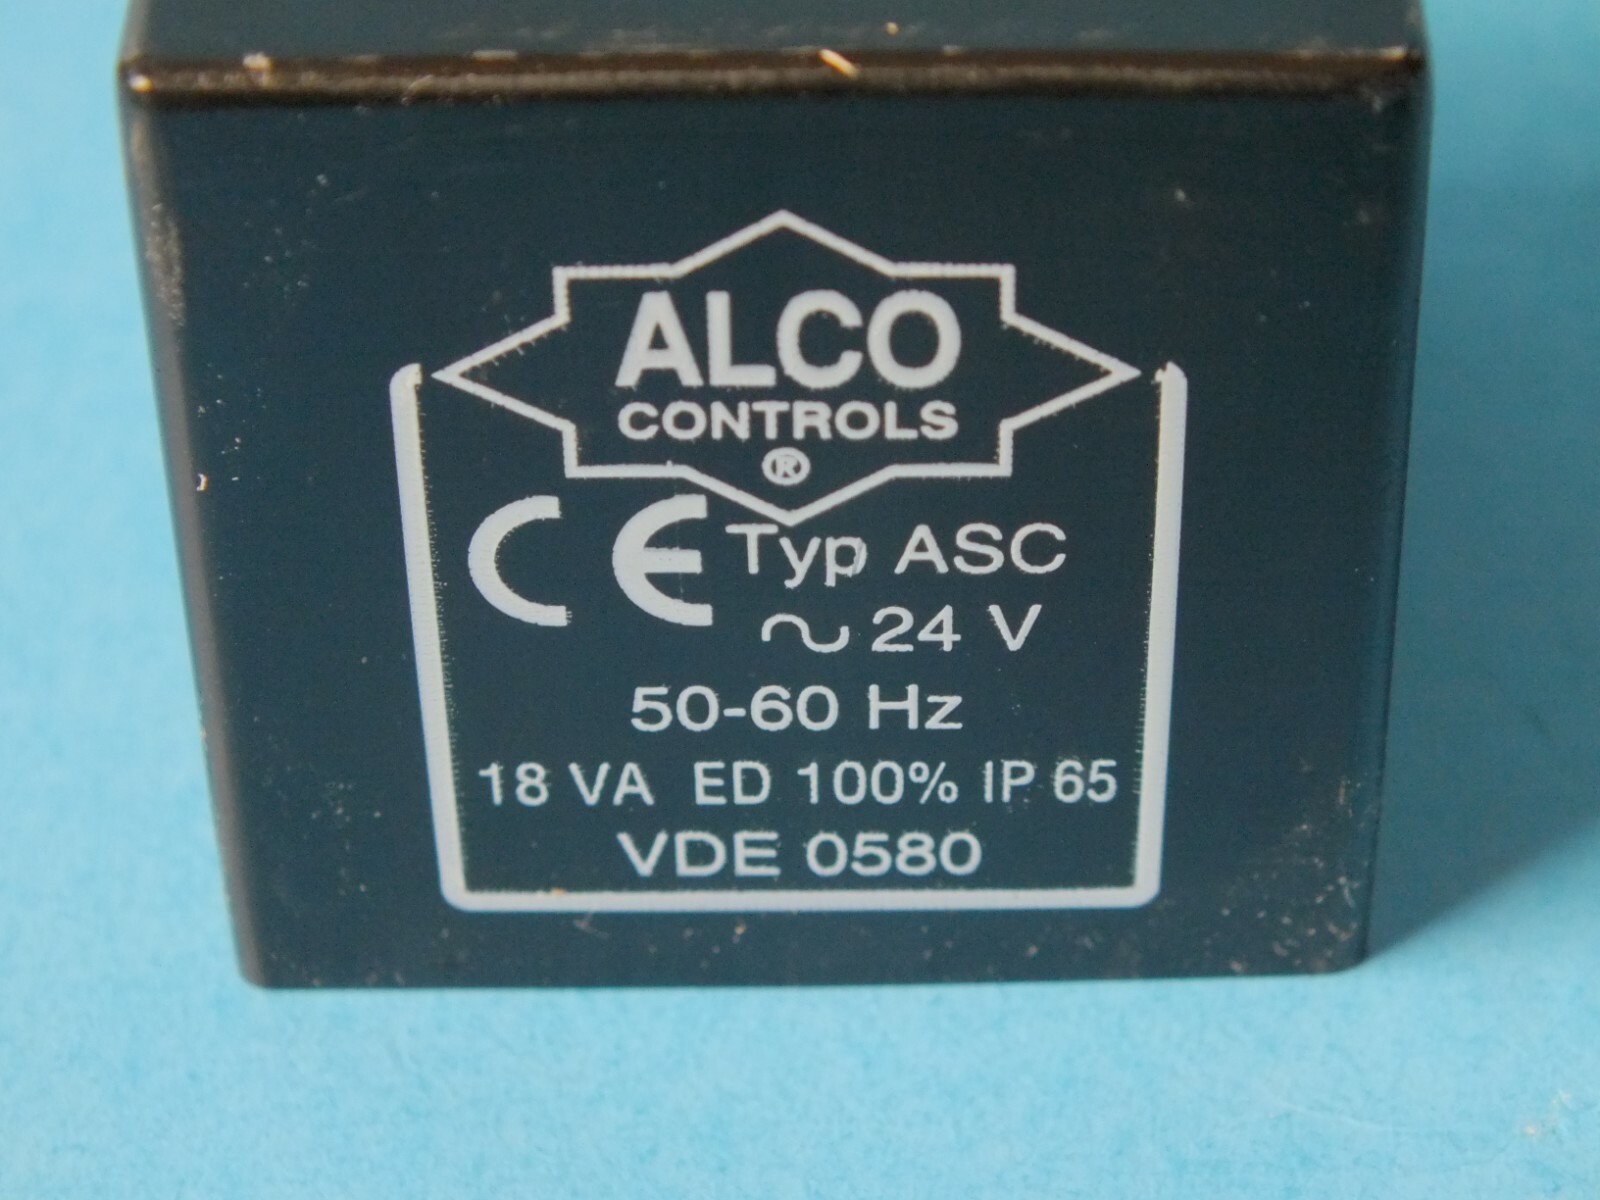 ALCO
CONTROLS
®
CE Typ ASC
∼ 24 V
50-60 Hz
18 VA ED 100% IP 65
VDE 0580